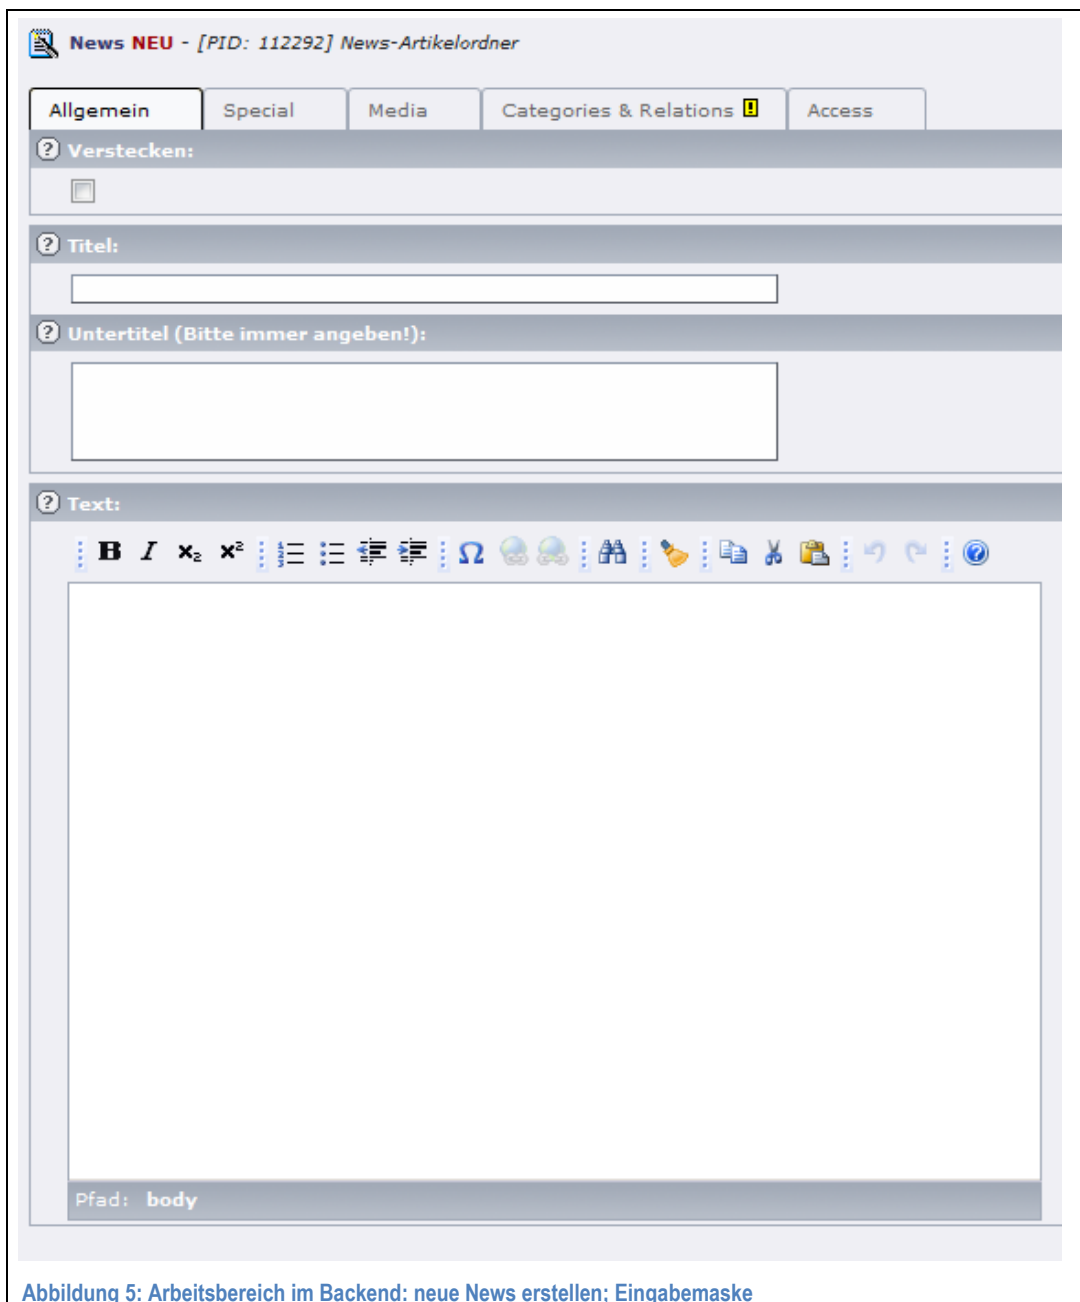 News NEU - [PID: 112292] News-Artikelordner
Allgemein Special Media Categories & Relations Access
Verstecken:
Titel:
Untertitel (Bitte immer angeben!):
Text:
Pfad: body
Abbildung 5: Arbeitsbereich im Backend: neue News erstellen; Eingabemaske